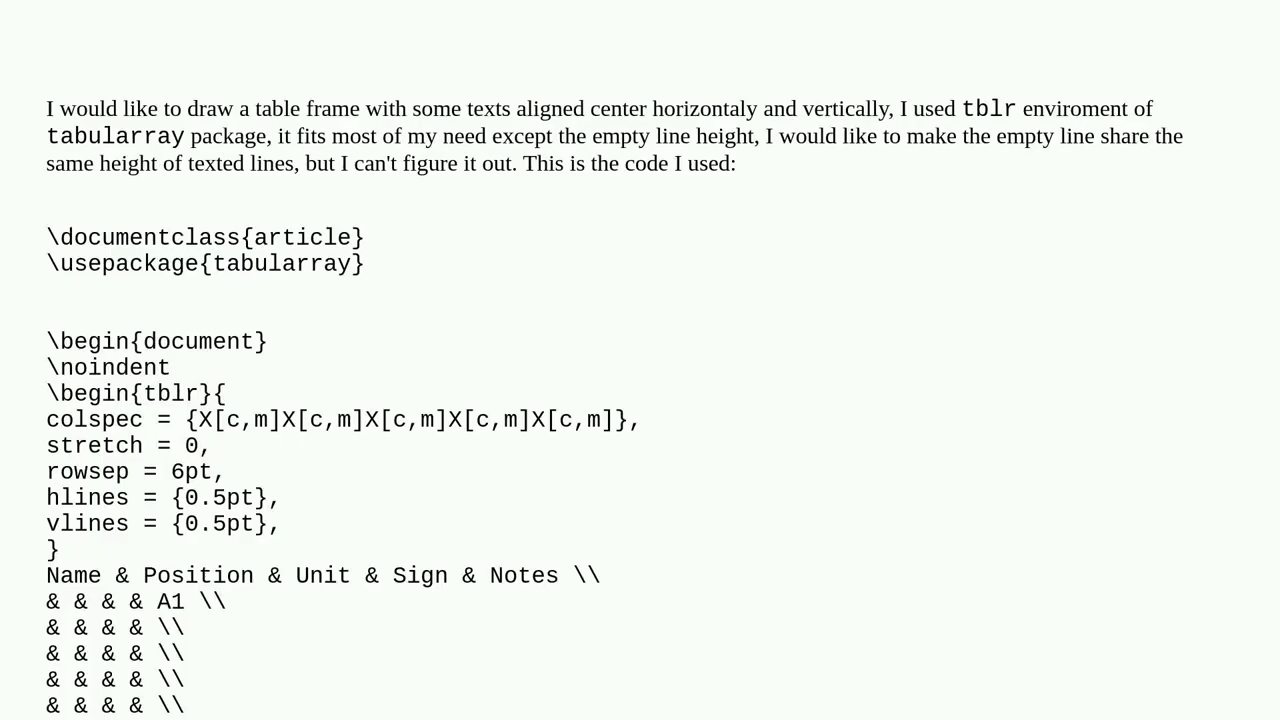 I would like to draw a table frame with some texts aligned center horizontaly and vertically, I used tblr enviroment of
tabularray package, it fits most of my need except the empty line height, I would like to make the empty line share the
same height of texted lines, but I can't figure it out. This is the code I used:
\documentclass{article}
\usepackage{tabularray}
\begin{document}
\noindent
\begin{tblr}{
colspec = {X[c,m]X[c,m]X[c,m]X[c,m]X[c,m]},
stretch = 0,
rowsep = 6pt,
hlines = {0.5pt},
vlines = {0.5pt},
}
Name & Position & Unit & Sign & Notes \\
& & & & A1 \\
& & & & \\
& & & & \\
& & & & \\
& & & & \\